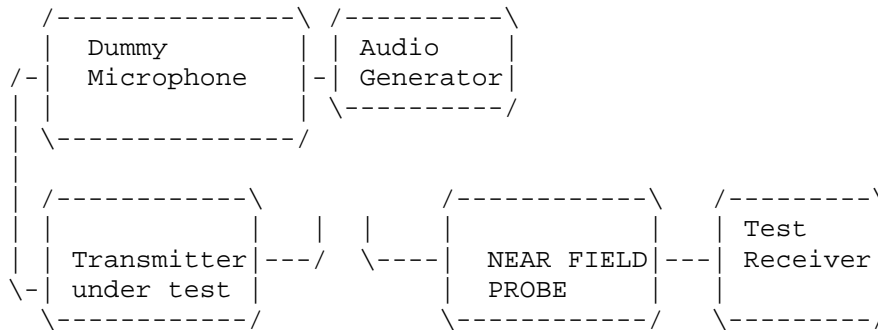 Dummy Microphone
Audio Generator
Transmitter under test
NEAR FIELD PROBE
Test Receiver